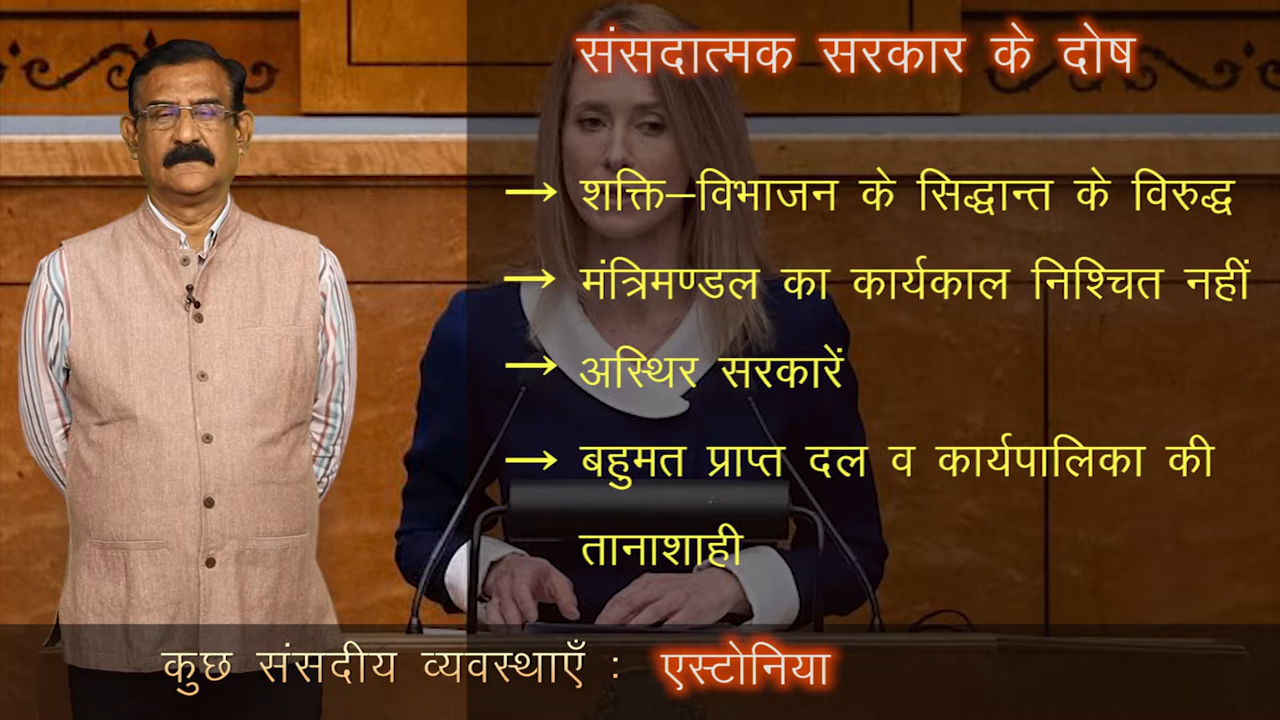 संसदात्मक सरकार के दोष
→ शक्ति–विभाजन के सिद्धान्त के विरुद्ध
→ मंत्रिमण्डल का कार्यकाल निश्चित नहीं
→ अस्थिर सरकारें
→ बहुमत प्राप्त दल व कार्यपालिका की
तानाशाही
कुछ संसदीय व्यवस्थाएँ : एस्टोनिया